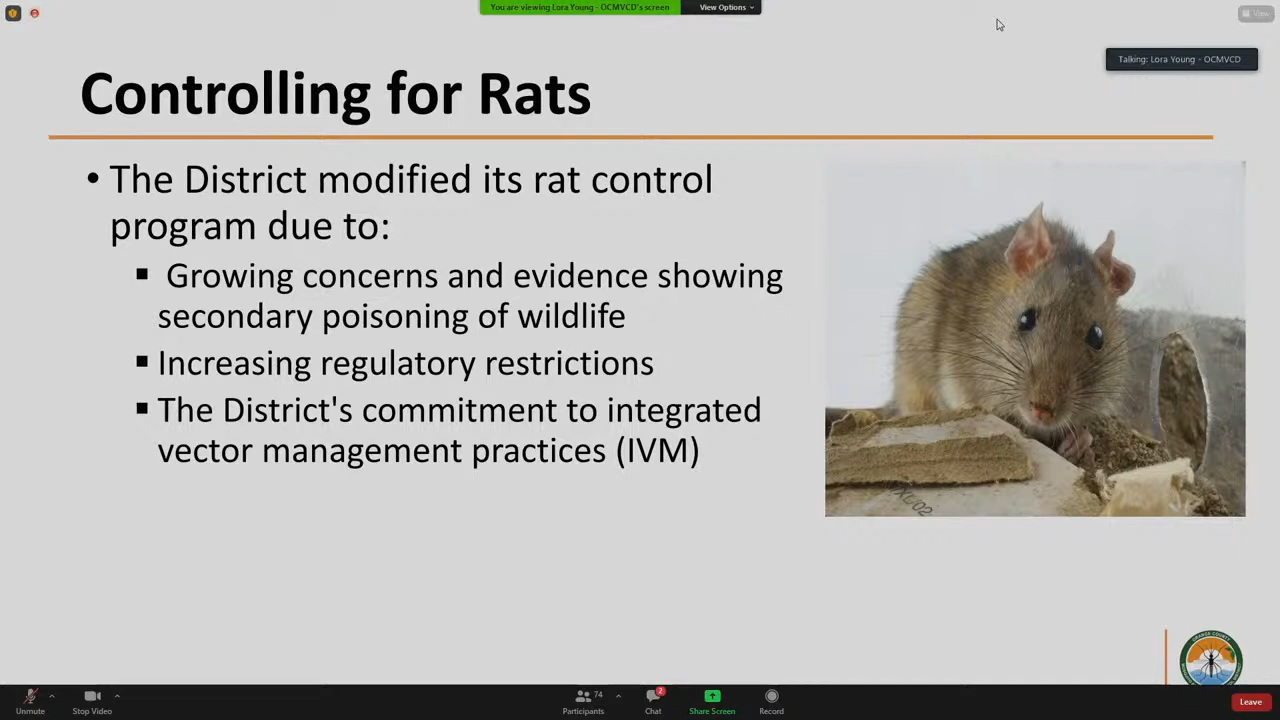 You are viewing Lora Young - OCMVCD's screen
View Options
View
Talking: Lora Young - OCMVCD
Controlling for Rats
• The District modified its rat control
program due to:
▪ Growing concerns and evidence showing
secondary poisoning of wildlife
▪ Increasing regulatory restrictions
▪ The District's commitment to integrated
vector management practices (IVM)
ORANGE COUNTY
Unmute
Stop Video
74
Participants
2
Chat
Share Screen
Record
Leave